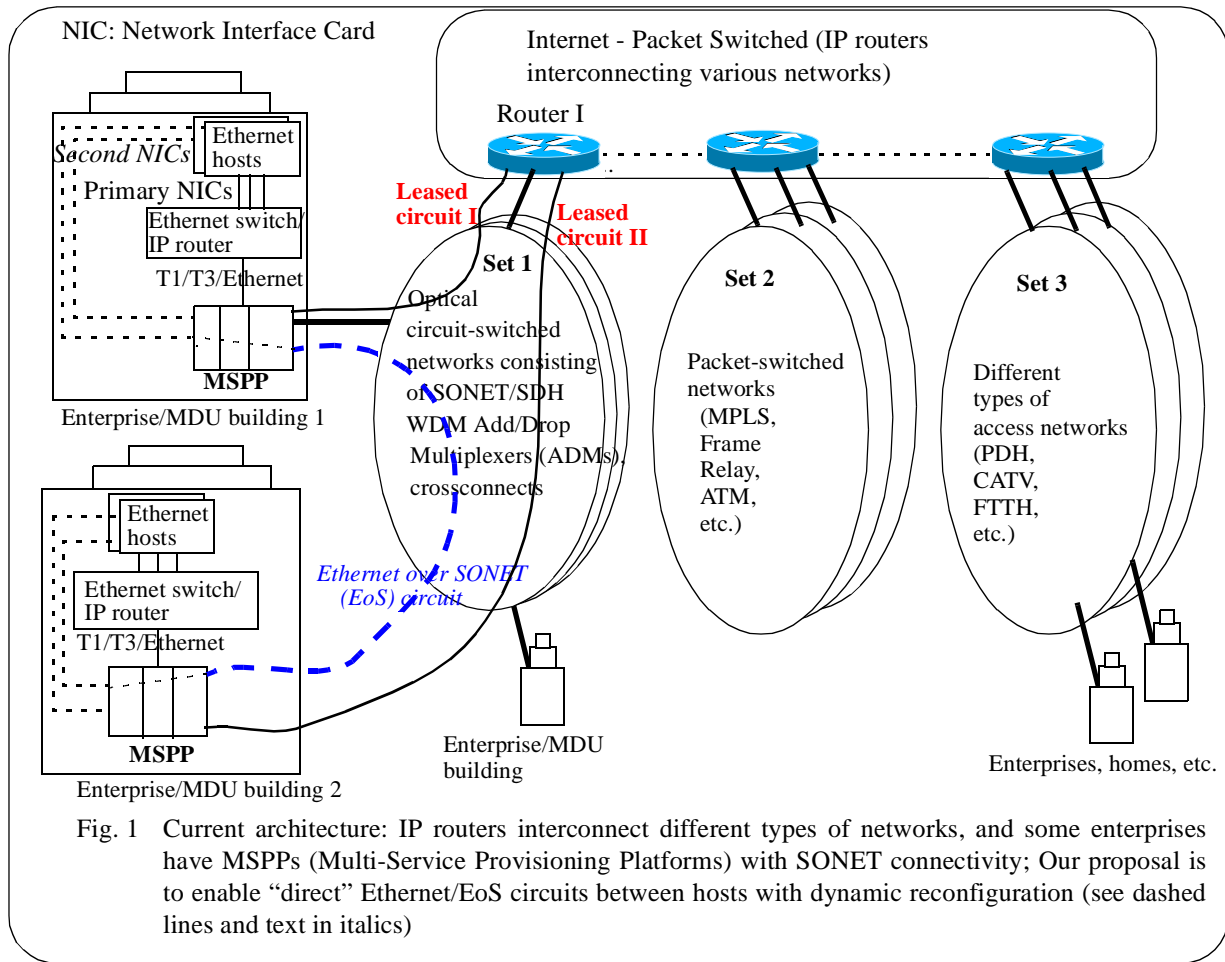 NIC: Network Interface Card
Internet - Packet Switched (IP routers
interconnecting various networks)
Router I
Ethernet
hosts
Second NICs
Primary NICs
Ethernet switch/
IP router
T1/T3/Ethernet
MSPP
Enterprise/MDU building 1
Leased
circuit I
Leased
circuit II
Set 1
Optical
circuit-switched
networks consisting
of SONET/SDH
WDM Add/Drop
Multiplexers (ADMs),
crossconnects
Set 2
Packet-switched
networks
(MPLS,
Frame
Relay,
ATM,
etc.)
Set 3
Different
types of
access networks
(PDH,
CATV,
FTTH,
etc.)
Ethernet
hosts
Ethernet switch/
IP router
T1/T3/Ethernet
MSPP
Enterprise/MDU building 2
Ethernet over SONET
(EoS) circuit
Enterprise/MDU
building
Enterprises, homes, etc.
Fig. 1 Current architecture: IP routers interconnect different types of networks, and some enterprises
have MSPPs (Multi-Service Provisioning Platforms) with SONET connectivity; Our proposal is
to enable “direct” Ethernet/EoS circuits between hosts with dynamic reconfiguration (see dashed
lines and text in italics)